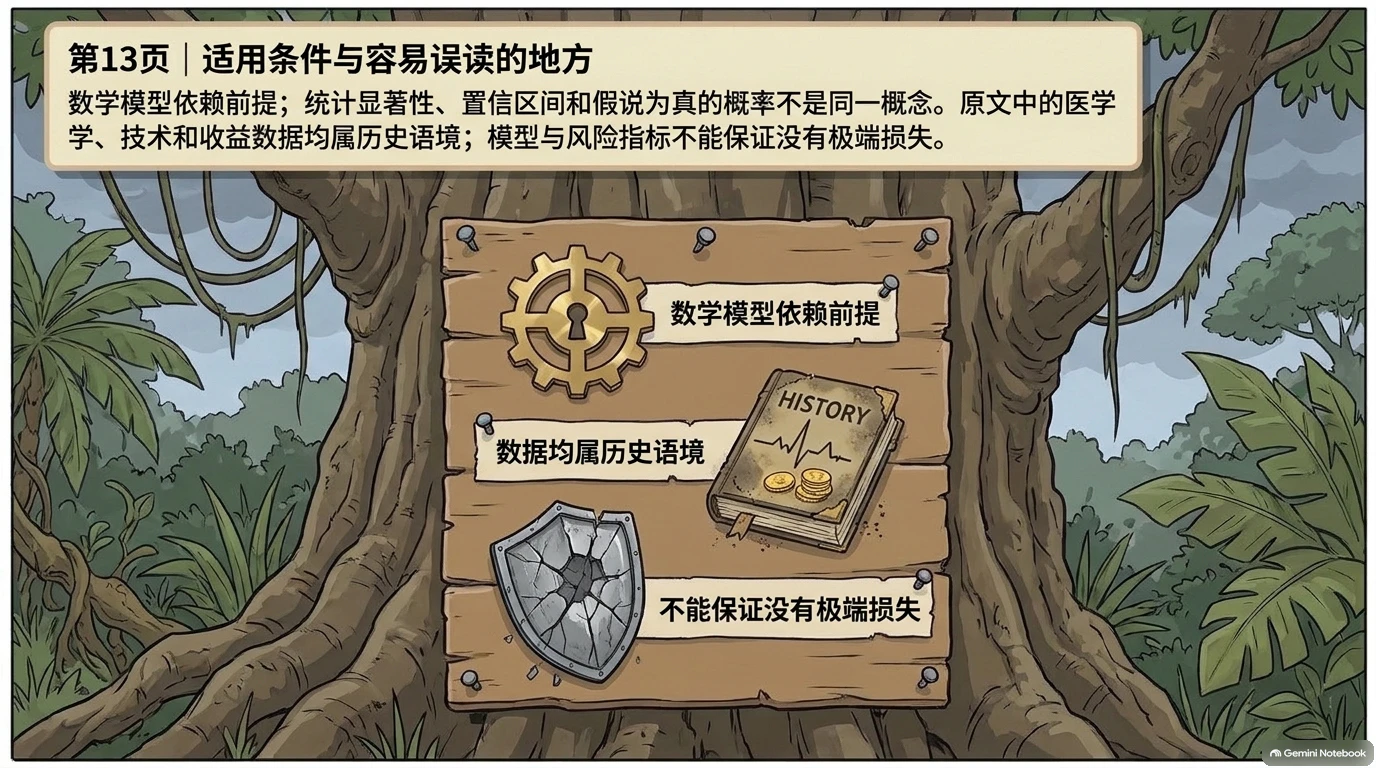 第13页｜适用条件与容易误读的地方
数学模型依赖前提；统计显著性、置信区间和假说为真的概率不是同一概念。原文中的医学
学、技术和收益数据均属历史语境；模型与风险指标不能保证没有极端损失。
数学模型依赖前提
HISTORY
数据均属历史语境
不能保证没有极端损失
Gemini Notebook